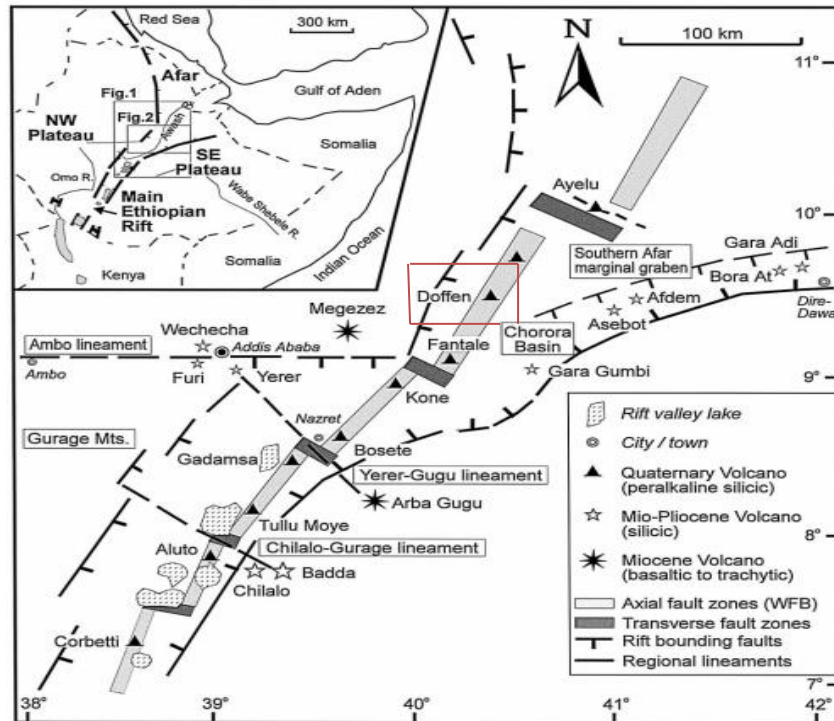 Red Sea
300 km
Afar
Fig.1
Fig.2
Awash R.
Gulf of Aden
NW
Plateau
SE
Plateau
Somalia
Omo R.
Wabe Shebele R.
Main
Ethiopian
Rift
Indian Ocean
Kenya
Somalia
N
100 km
11°
Ayelu
10°
Southern Afar
marginal graben
Gara Adi
Bora At
Doffen
Afdem
Dire-
Dawa
Asebot
Megezez
Chorora
Basin
Wechecha
Ambo lineament
Addis Ababa
Fantale
Ambo
Furi
Yerer
Gara Gumbi
9°
Kone
Nazret
Gurage Mts.
Bosete
Gadamsa
Yerer-Gugu lineament
Arba Gugu
Tullu Moye
Chilalo-Gurage lineament
8°
Aluto
Badda
Chilalo
Corbetti
Rift valley lake
City / town
Quaternary Volcano
(peralkaline silicic)
Mio-Pliocene Volcano
(silicic)
Miocene Volcano
(basaltic to trachytic)
Axial fault zones (WFB)
Transverse fault zones
Rift bounding faults
Regional lineaments
7°
38°
39°
40°
41°
42°